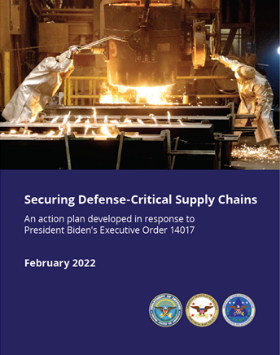 Securing Defense-Critical Supply Chains
An action plan developed in response to
President Biden's Executive Order 14017
February 2022